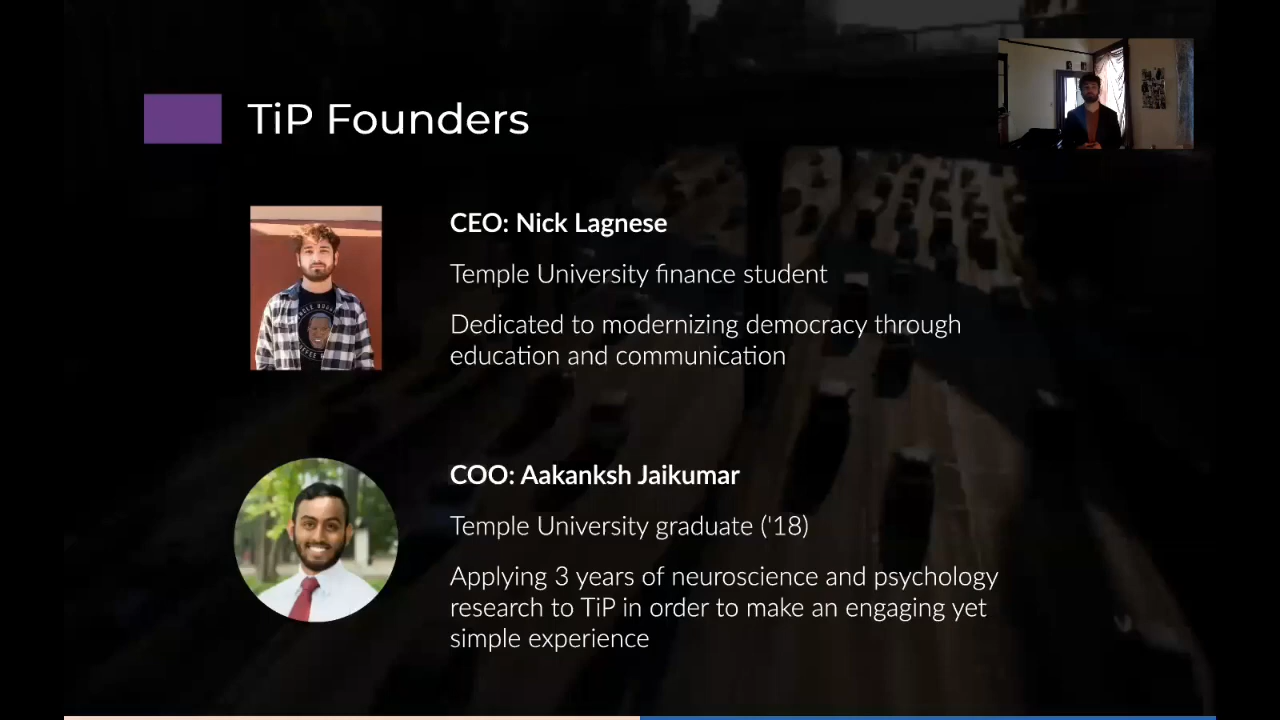 TiP Founders
CEO: Nick Lagnese
Temple University finance student
Dedicated to modernizing democracy through
education and communication
COO: Aakanksh Jaikumar
Temple University graduate ('18)
Applying 3 years of neuroscience and psychology
research to TiP in order to make an engaging yet
simple experience